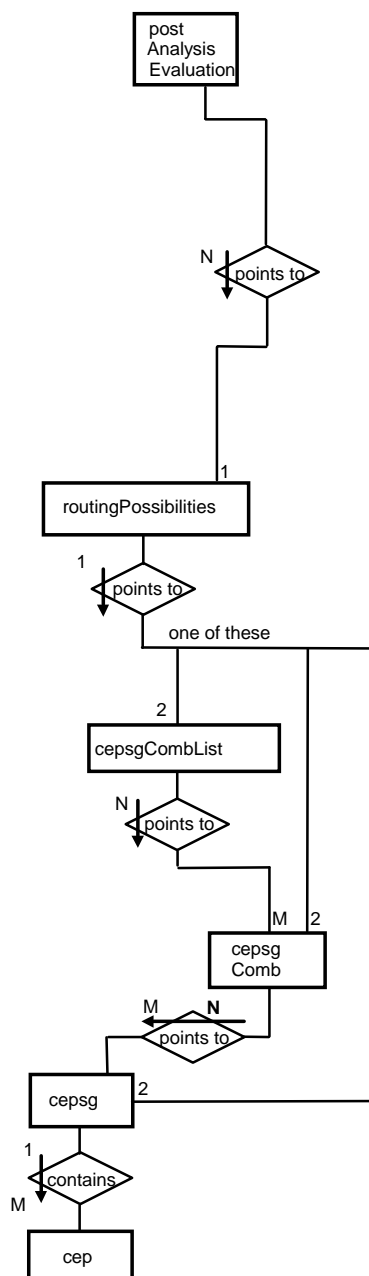 post
Analysis
Evaluation
N
points to
1
routingPossibilities
1
points to
one of these
2
cepsgCombList
N
points to
M
2
cepsg
Comb
M
N
points to
cepsg
2
1
contains
M
cep